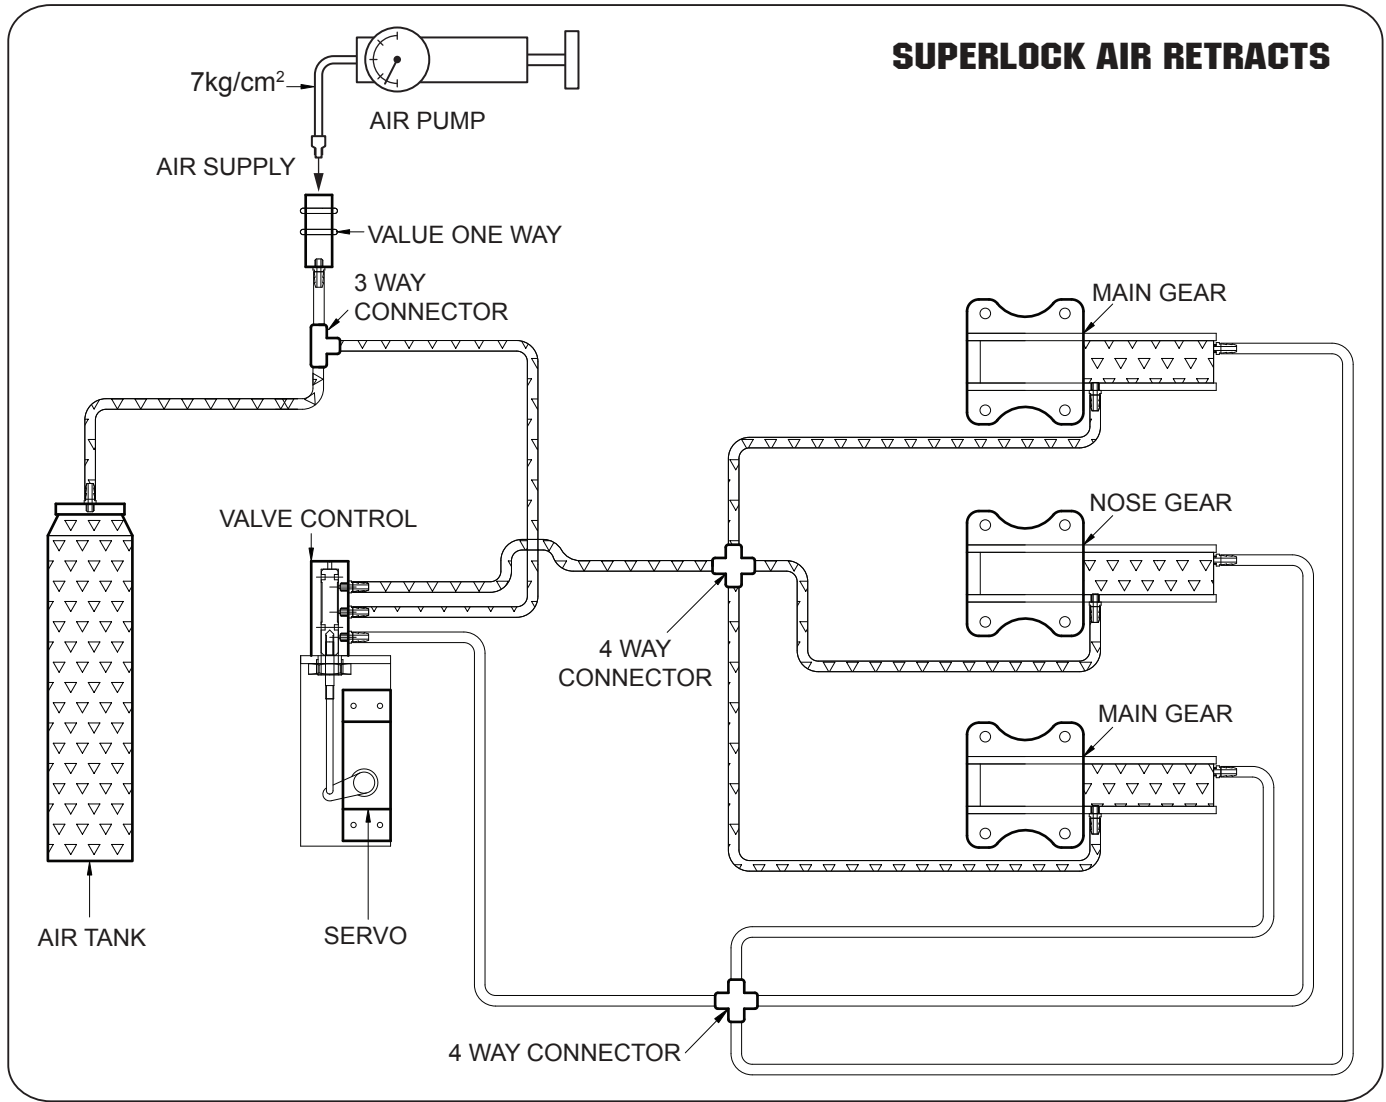 SUPERLOCK AIR RETRACTS
7kg/cm²
AIR PUMP
AIR SUPPLY
VALUE ONE WAY
3 WAY
CONNECTOR
MAIN GEAR
VALVE CONTROL
NOSE GEAR
4 WAY
CONNECTOR
MAIN GEAR
AIR TANK
SERVO
4 WAY CONNECTOR